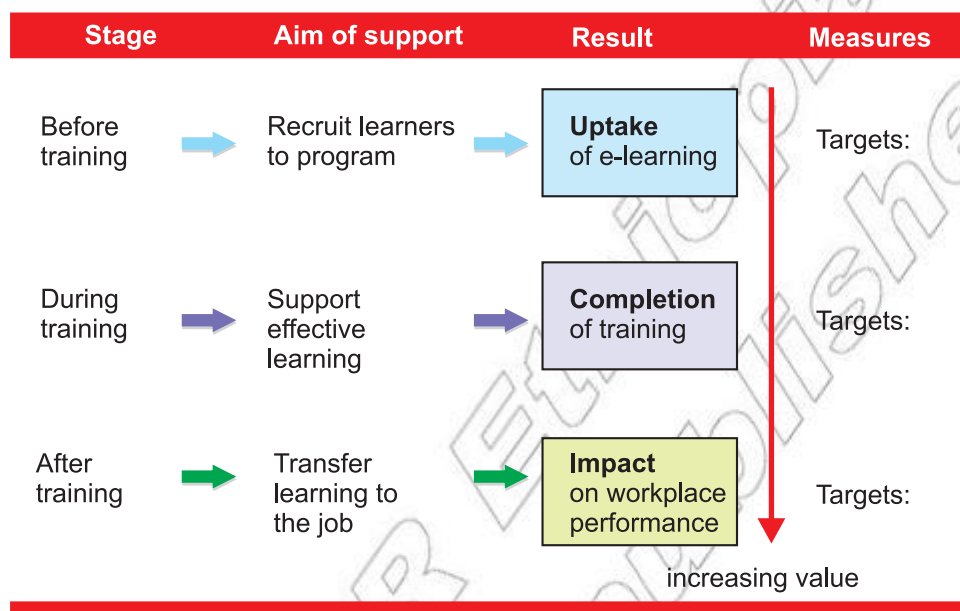 Stage Aim of support Result Measures
Before training Recruit learners to program Uptake of e-learning Targets:
During training Support effective learning Completion of training Targets:
After training Transfer learning to the job Impact on workplace performance Targets:
increasing value